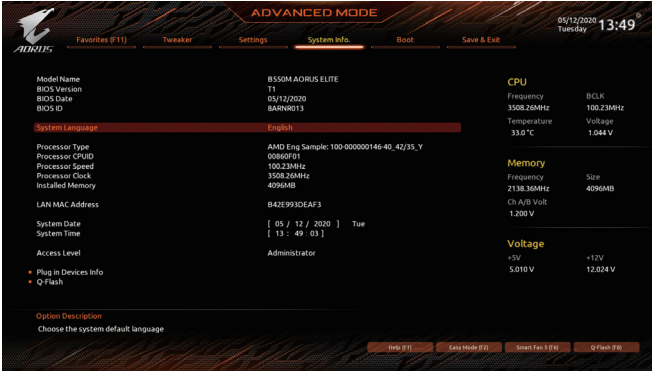 ADVANCED MODE
AORUS
05/12/2020 Tuesday 13:49
Favorites (F11) Tweaker Settings System Info. Boot Save & Exit
Model Name B550M AORUS ELITE
BIOS Version T1
BIOS Date 05/12/2020
BIOS ID 8ARNR013
System Language English
Processor Type AMD Eng Sample: 100-000000146-40_42/35_Y
Processor CPUID 00860F01
Processor Speed 100.23MHz
Processor Clock 3508.26MHz
Installed Memory 4096MB
LAN MAC Address B42E993DEAF3
System Date [ 05 / 12 / 2020 ] Tue
System Time [ 13 : 49 : 03 ]
Access Level Administrator
Plug in Devices Info
Q-Flash
CPU
Frequency BCLK
3508.26MHz 100.23MHz
Temperature Voltage
33.0 °C 1.044 V
Memory
Frequency Size
2138.36MHz 4096MB
Ch A/B Volt
1.200 V
Voltage
+5V +12V
5.010 V 12.024 V
Option Description
Choose the system default language
Help (F1) Easy Mode (F2) Smart Fan 5 (F6) Q-Flash (F8)